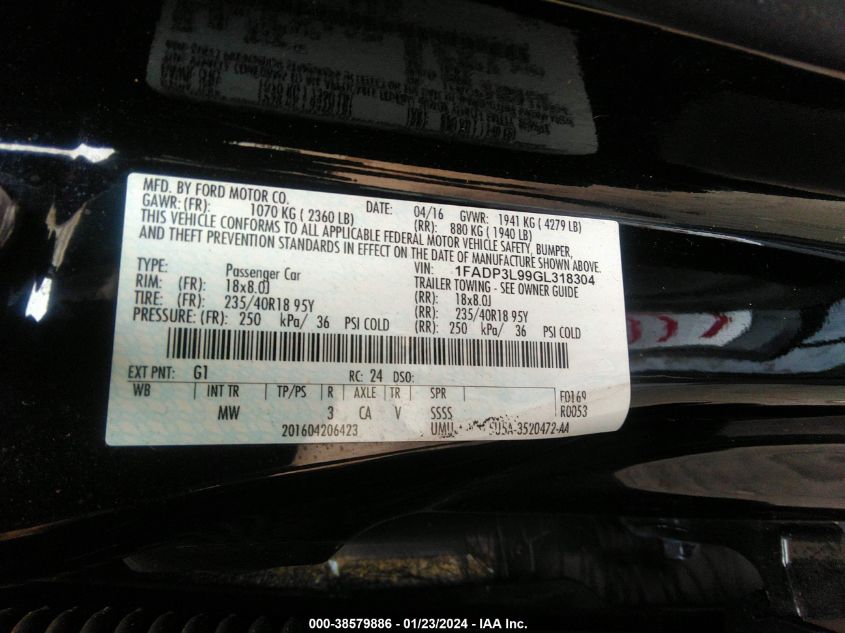 MFD. BY FORD MOTOR CO. DATE: 04/16 GVWR: 1941 KG ( 4279 LB)
GAWR: (FR): 1070 KG ( 2360 LB) (RR): 880 KG ( 1940 LB)
THIS VEHICLE CONFORMS TO ALL APPLICABLE FEDERAL MOTOR VEHICLE SAFETY, BUMPER,
AND THEFT PREVENTION STANDARDS IN EFFECT ON THE DATE OF MANUFACTURE SHOWN ABOVE.
VIN: 1FADP3L99GL318304
TYPE: Passenger Car TRAILER TOWING - SEE OWNER GUIDE
RIM: (FR): 18x8.0J (RR): 18x8.0J
TIRE: (FR): 235/40R18 95Y (RR): 235/40R18 95Y
PRESSURE: (FR): 250 kPa/ 36 PSI COLD (RR): 250 kPa/ 36 PSI COLD
EXT PNT: G1 RC: 24 DSO:
WB INT TR TP/PS R AXLE TR SPR F0169
MW 3 CA V SSSS R0053
201604206423 5U5A-3520472-AA
000-38579886 - 01/23/2024 - IAA Inc.